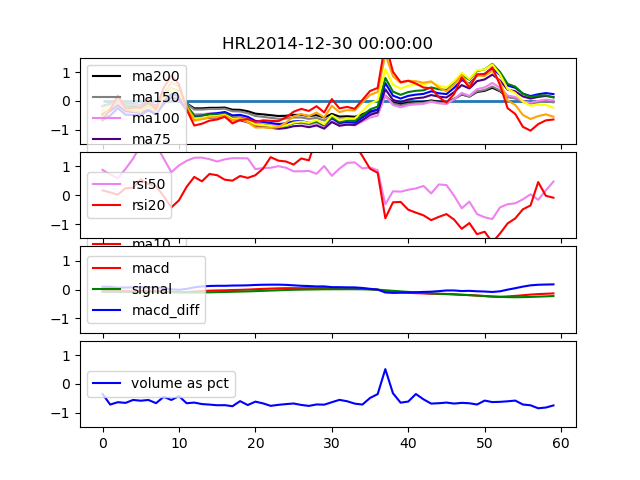 HRL2014-12-30 00:00:00
1
0
−1
ma200
ma150
ma100
ma75
1
0
−1
rsi50
rsi20
ma10
1
0
−1
macd
signal
macd_diff
1
0
−1
volume as pct
0 10 20 30 40 50 60